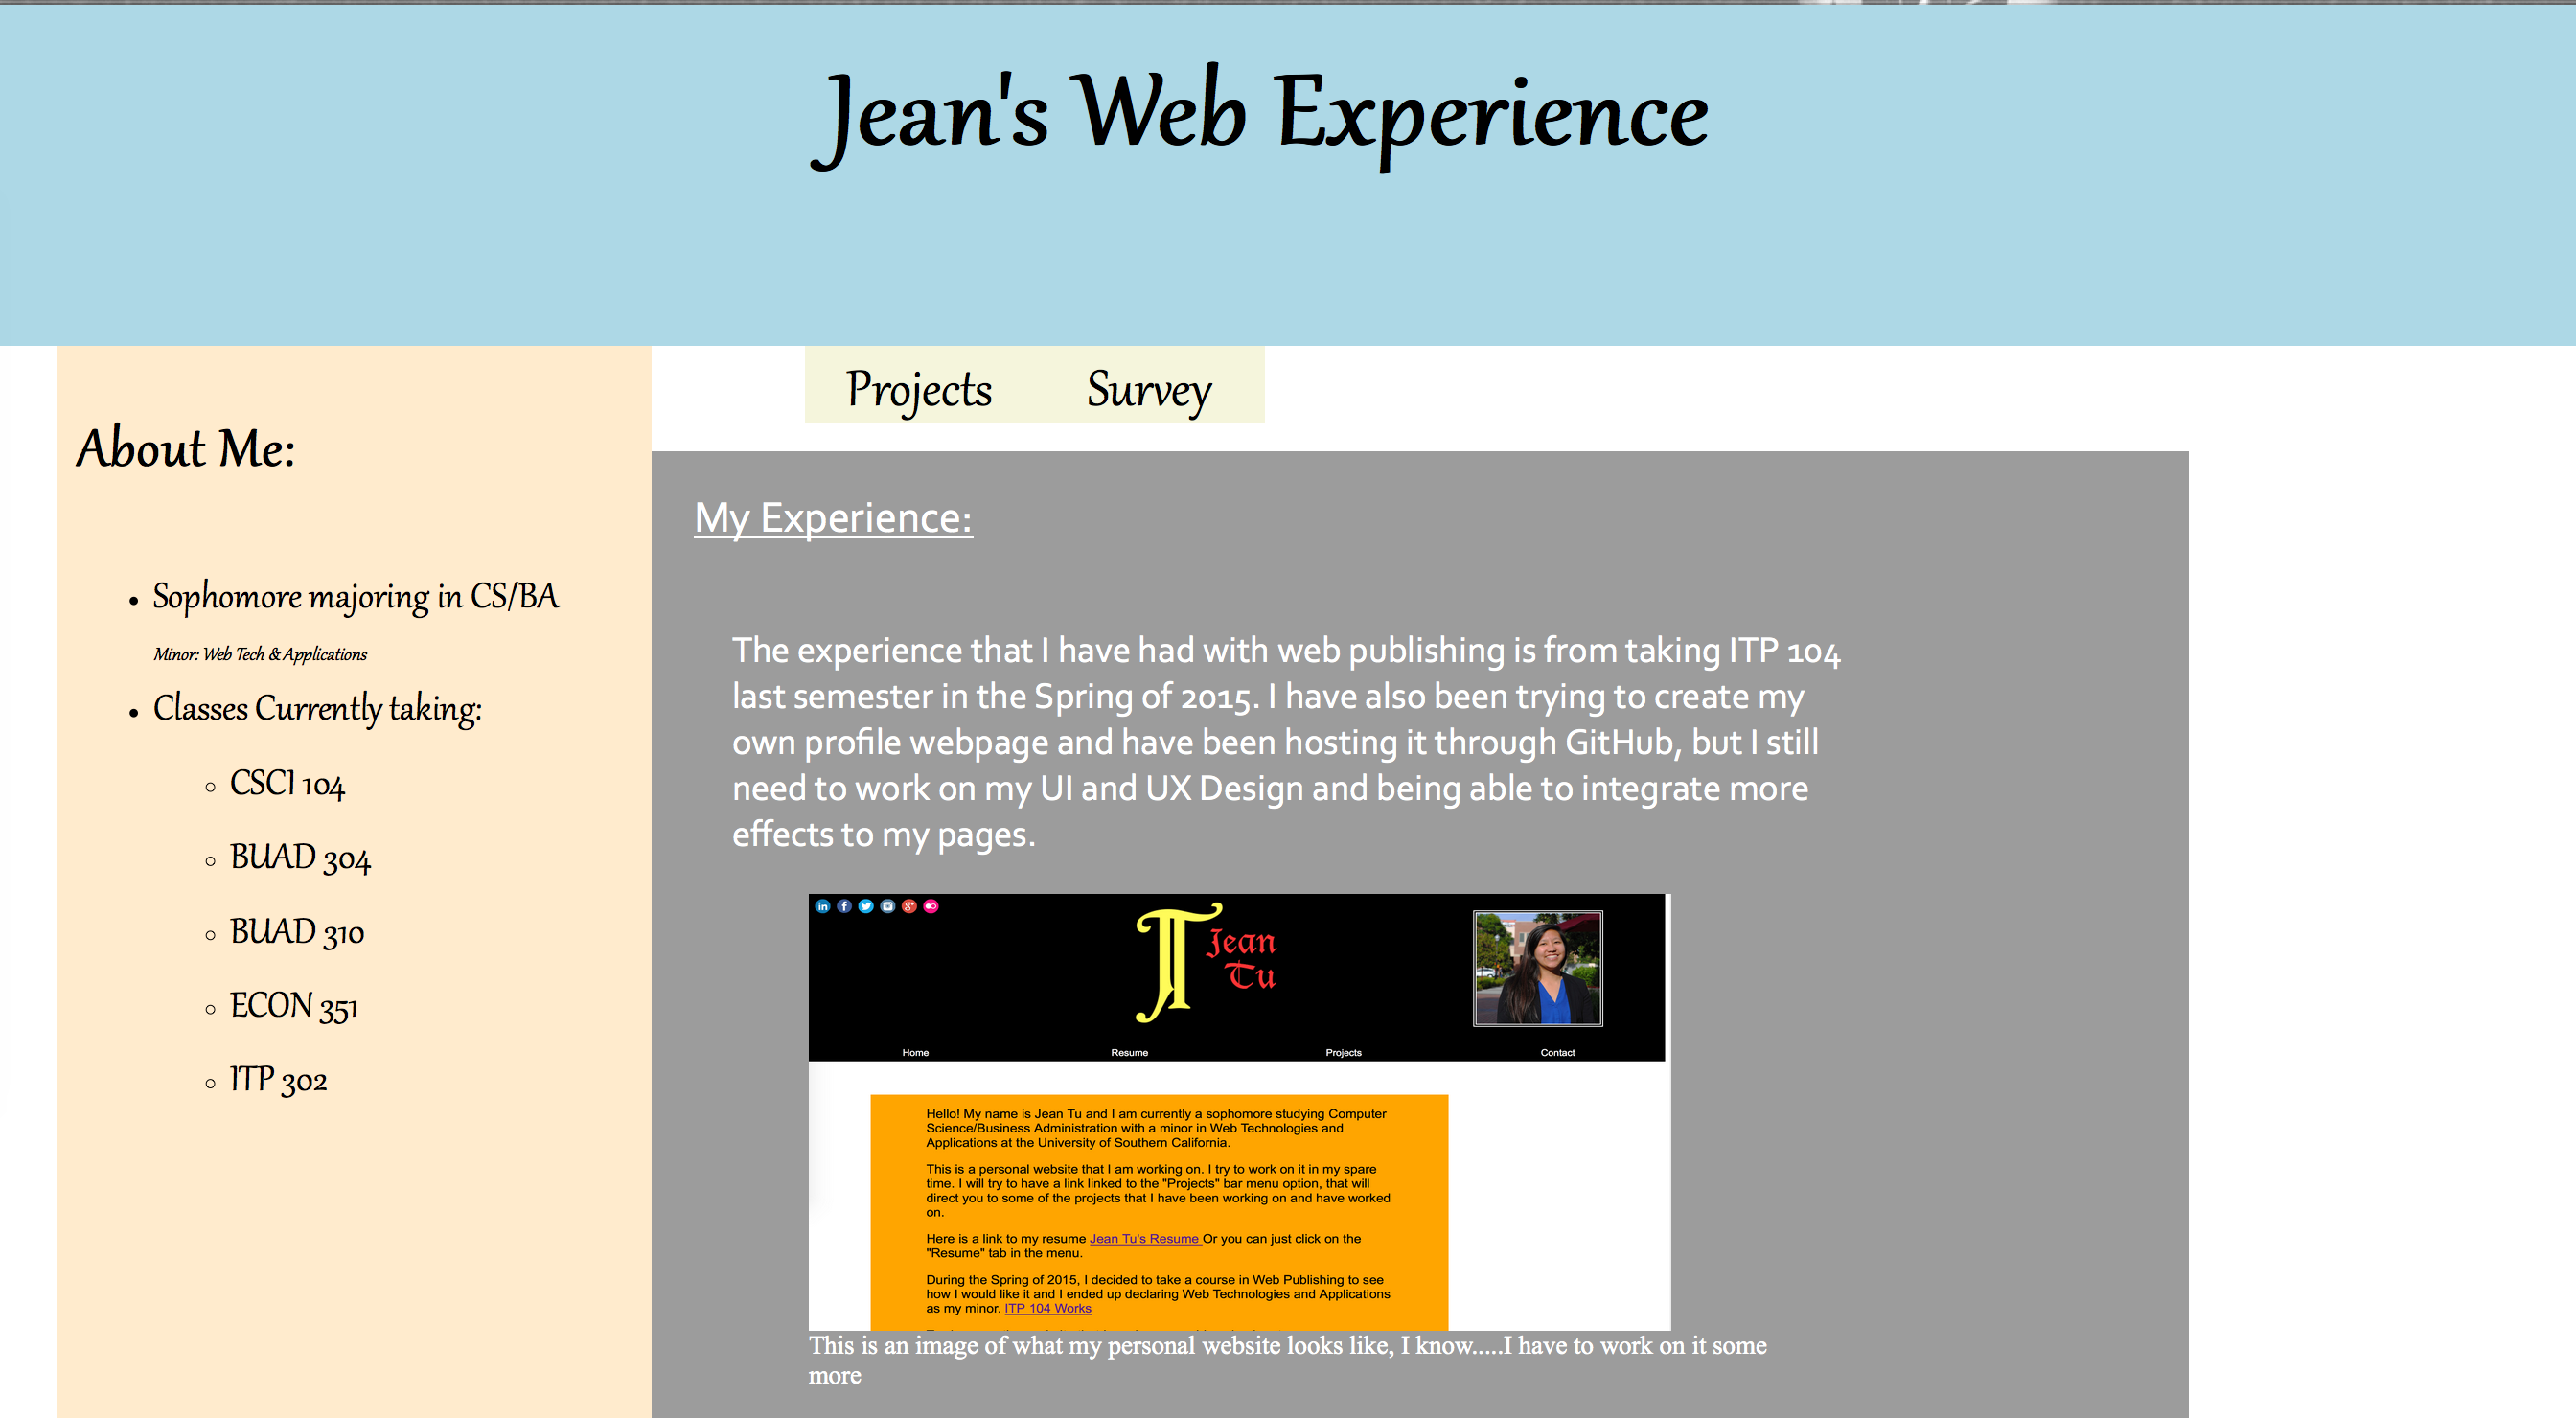 Jean's Web Experience
Projects Survey
About Me:
Sophomore majoring in CS/BA
Minor: Web Tech & Applications
Classes Currently taking:
CSCI 104
BUAD 304
BUAD 310
ECON 351
ITP 302
My Experience:
The experience that I have had with web publishing is from taking ITP 104
last semester in the Spring of 2015. I have also been trying to create my
own profile webpage and have been hosting it through GitHub, but I still
need to work on my UI and UX Design and being able to integrate more
effects to my pages.
in f g+
JT Jean
Tu
Home Resume Projects Contact
Hello! My name is Jean Tu and I am currently a sophomore studying Computer
Science/Business Administration with a minor in Web Technologies and
Applications at the University of Southern California.
This is a personal website that I am working on. I try to work on it in my spare
time. I will try to have a link linked to the "Projects" bar menu option, that will
direct you to some of the projects that I have been working on and have worked
on.
Here is a link to my resume Jean Tu's Resume Or you can just click on the
"Resume" tab in the menu.
During the Spring of 2015, I decided to take a course in Web Publishing to see
how I would like it and I ended up declaring Web Technologies and Applications
as my minor. ITP 104 Works
This is an image of what my personal website looks like, I know.....I have to work on it some
more